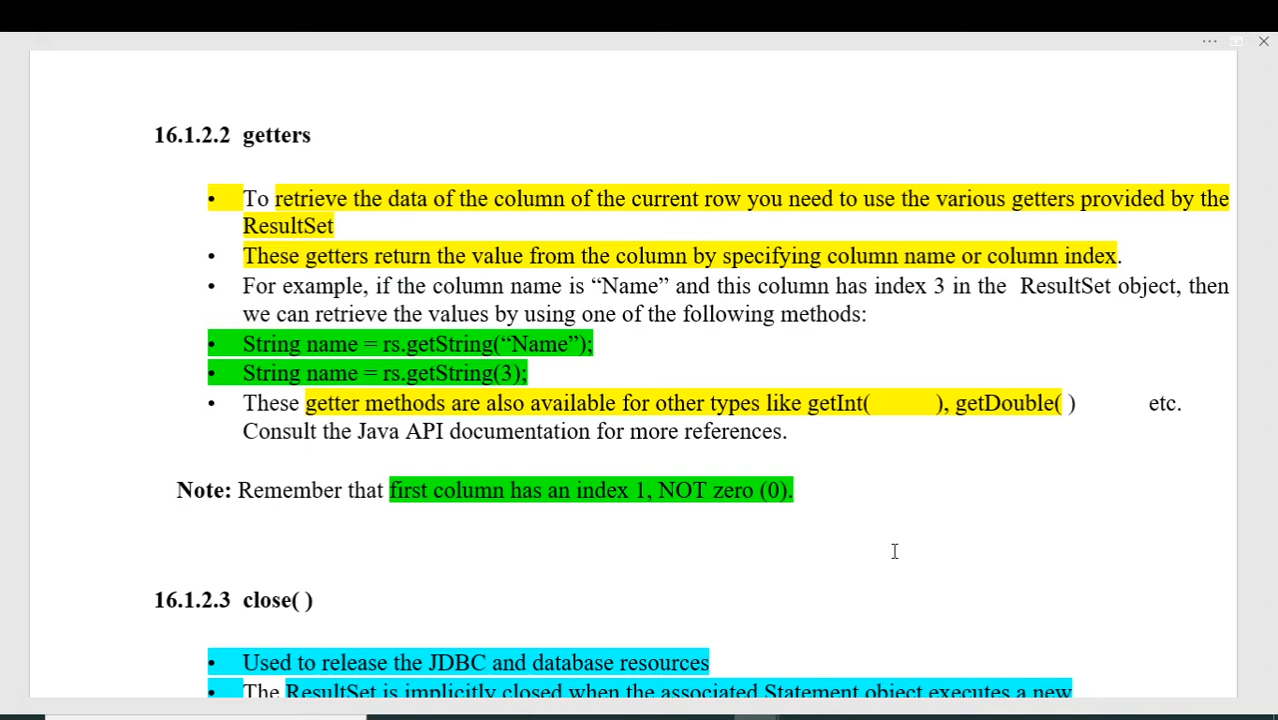 16.1.2.2 getters
• To retrieve the data of the column of the current row you need to use the various getters provided by the
ResultSet
• These getters return the value from the column by specifying column name or column index.
• For example, if the column name is “Name” and this column has index 3 in the ResultSet object, then
we can retrieve the values by using one of the following methods:
• String name = rs.getString(“Name”);
• String name = rs.getString(3);
• These getter methods are also available for other types like getInt( ), getDouble( ) etc.
Consult the Java API documentation for more references.
Note: Remember that first column has an index 1, NOT zero (0).
16.1.2.3 close( )
• Used to release the JDBC and database resources
• The ResultSet is implicitly closed when the associated Statement object executes a new